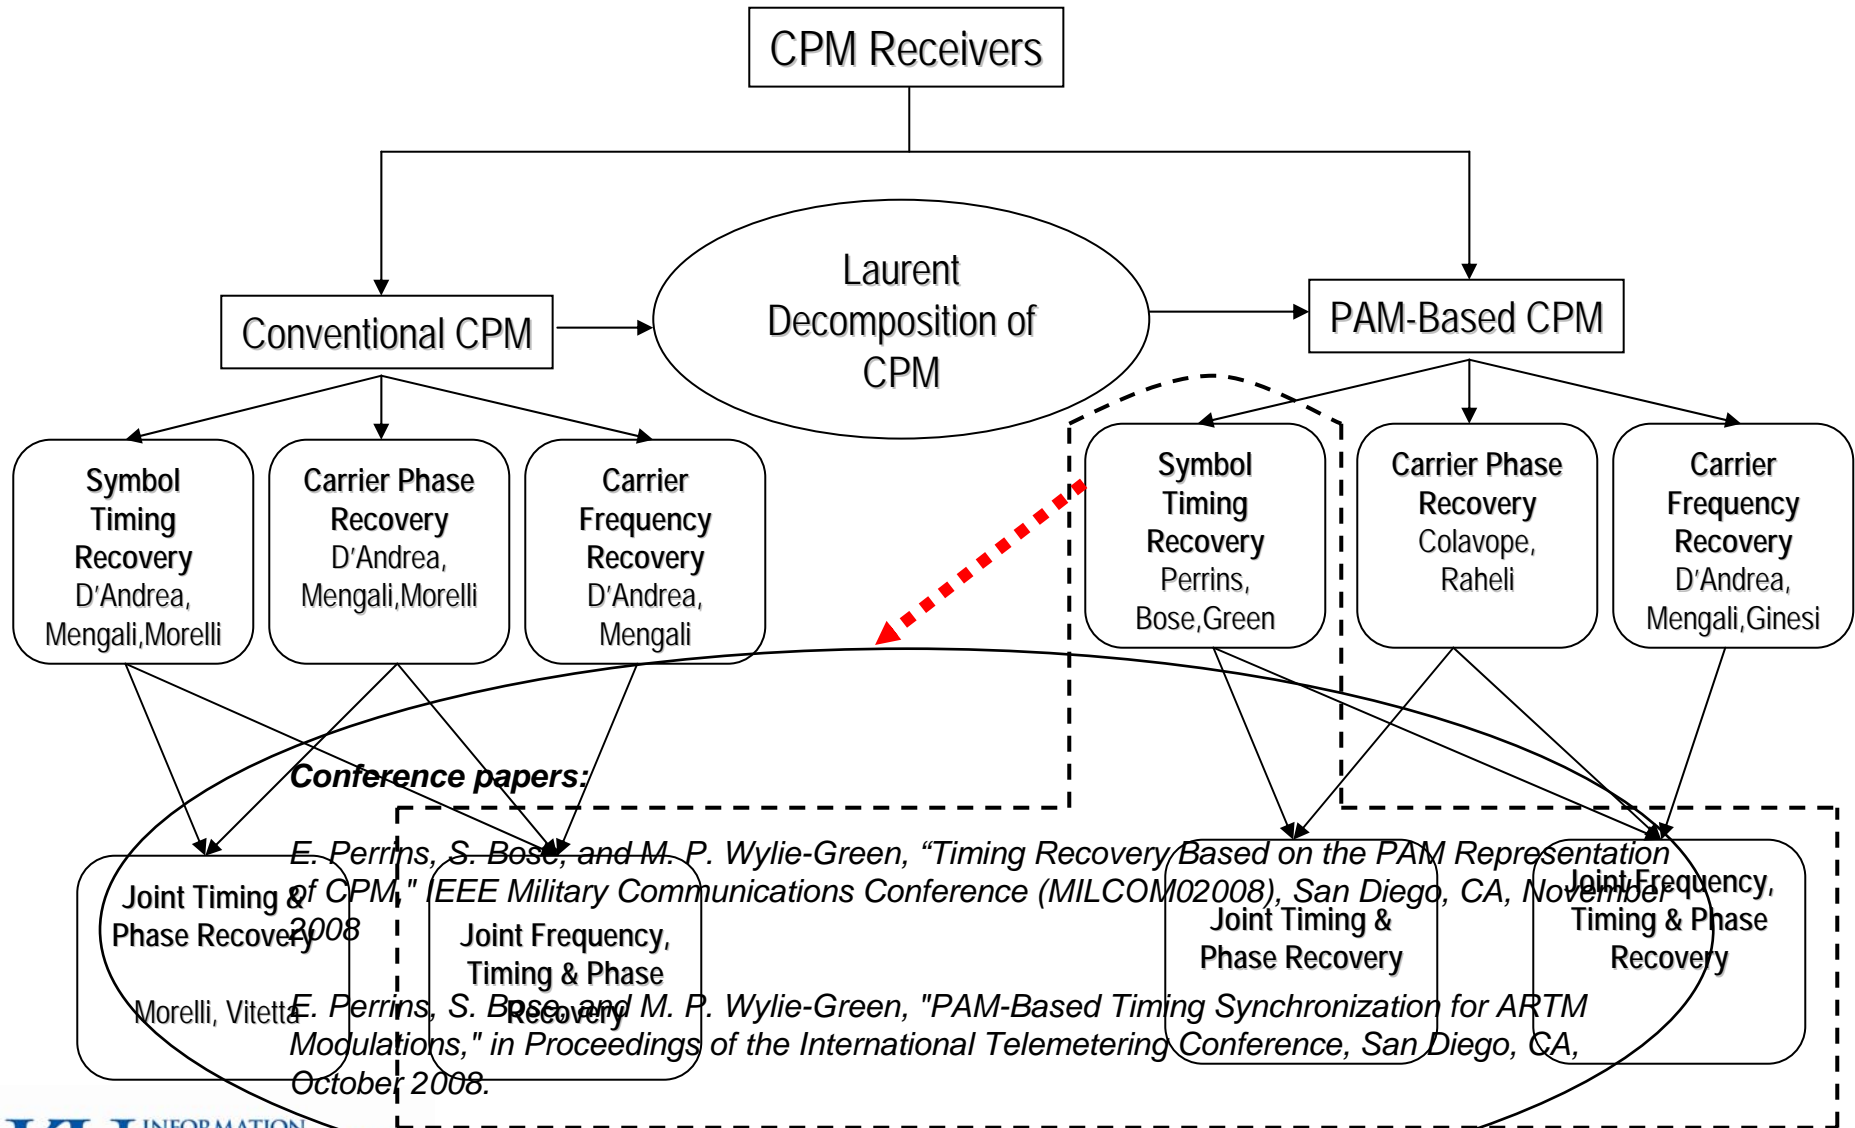 CPM Receivers
Laurent
Decomposition of
CPM
Conventional CPM
PAM-Based CPM
Symbol
Timing
Recovery
D'Andrea,
Mengali,Morelli
Carrier Phase
Recovery
D'Andrea,
Mengali,Morelli
Carrier
Frequency
Recovery
D'Andrea,
Mengali
Symbol
Timing
Recovery
Perrins,
Bose,Green
Carrier Phase
Recovery
Colavope,
Raheli
Carrier
Frequency
Recovery
D'Andrea,
Mengali,Ginesi
Conference papers:
E. Perrins, S. Bose, and M. P. Wylie-Green, “Timing Recovery Based on the PAM Representation
of CPM," IEEE Military Communications Conference (MILCOM02008), San Diego, CA, November
2008
E. Perrins, S. Bose, and M. P. Wylie-Green, "PAM-Based Timing Synchronization for ARTM
Modulations," in Proceedings of the International Telemetering Conference, San Diego, CA,
October 2008.
Joint Timing &
Phase Recovery
Morelli, Vitetta
Joint Frequency,
Timing & Phase
Recovery
Joint Timing &
Phase Recovery
Joint Frequency,
Timing & Phase
Recovery
KU INFORMATION